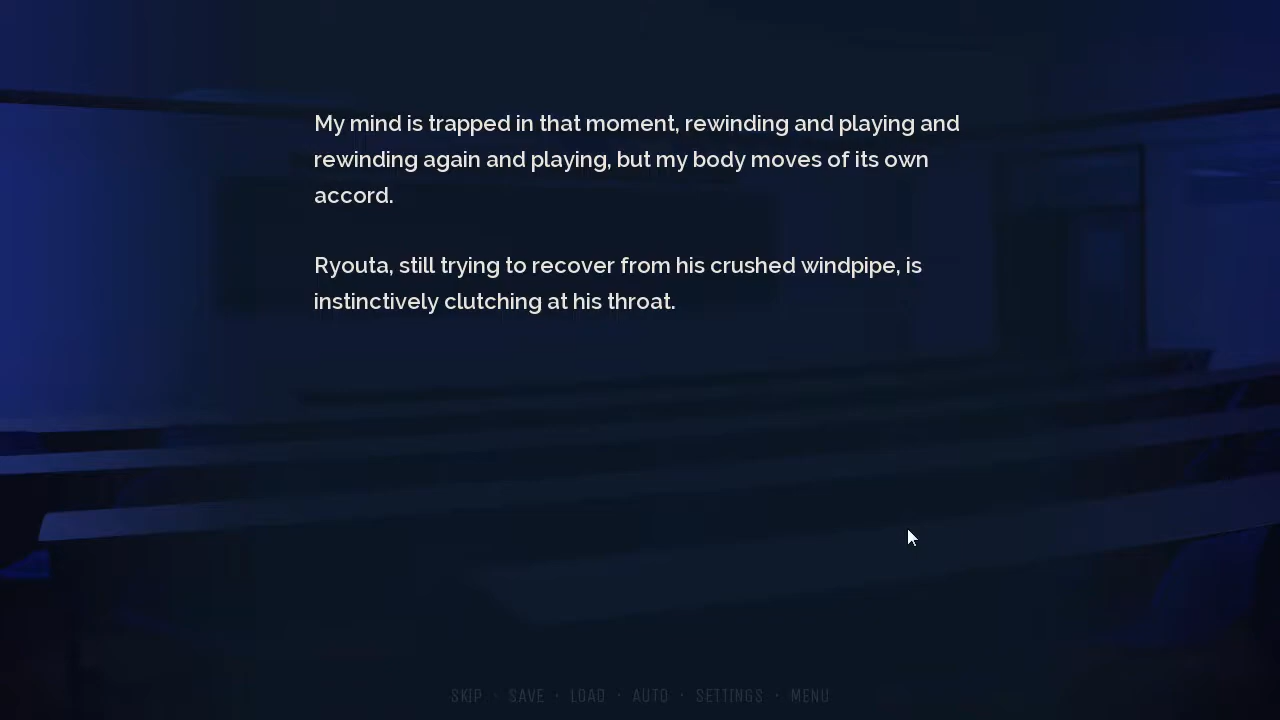 My mind is trapped in that moment, rewinding and playing and
rewinding again and playing, but my body moves of its own
accord.
Ryouta, still trying to recover from his crushed windpipe, is
instinctively clutching at his throat.
SKIP · SAVE · LOAD · AUTO · SETTINGS · MENU